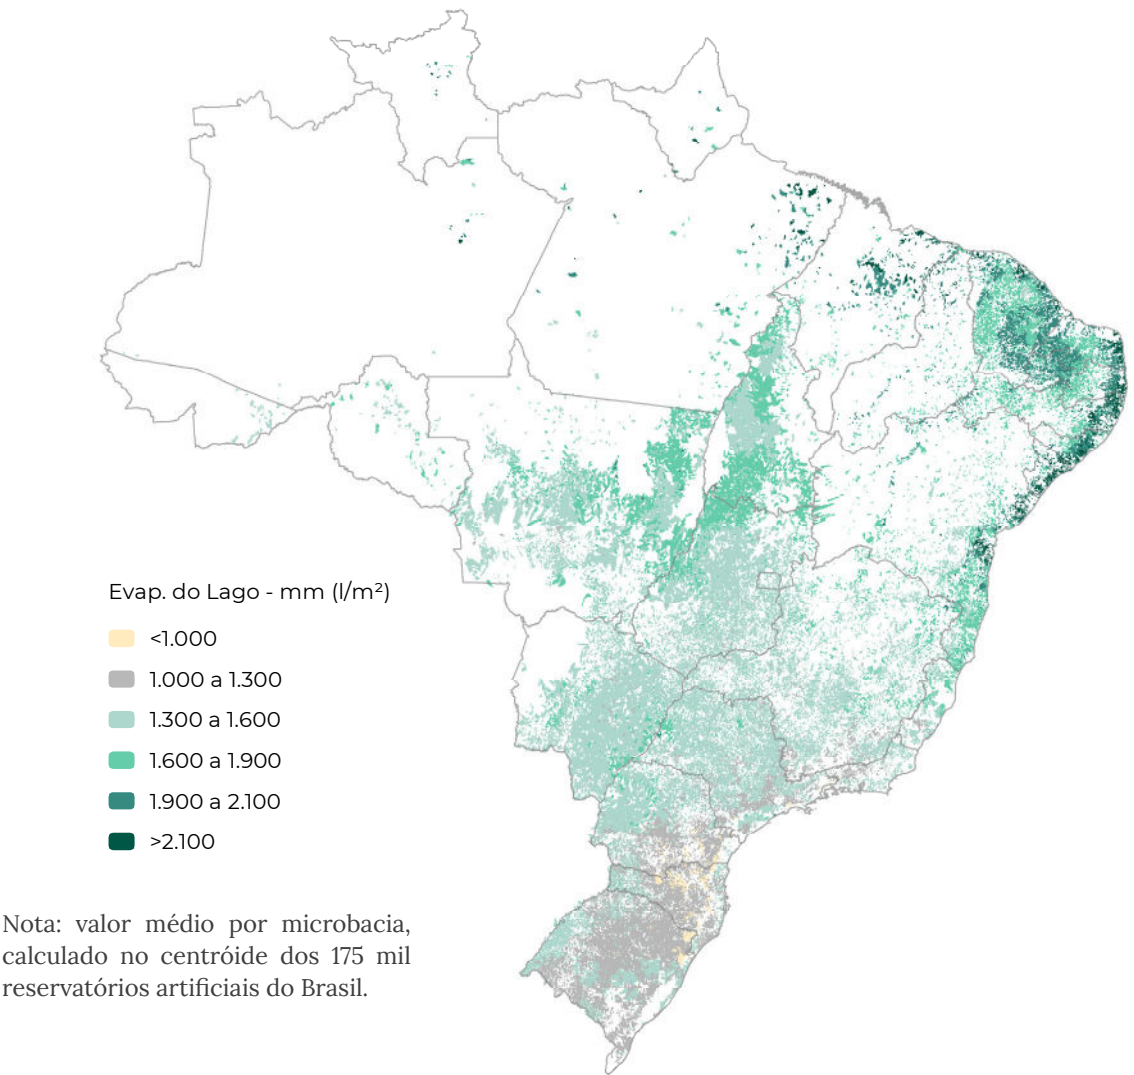 Evap. do Lago - mm (l/m²)
<1.000
1.000 a 1.300
1.300 a 1.600
1.600 a 1.900
1.900 a 2.100
>2.100
Nota: valor médio por microbacia,
calculado no centróide dos 175 mil
reservatórios artificiais do Brasil.